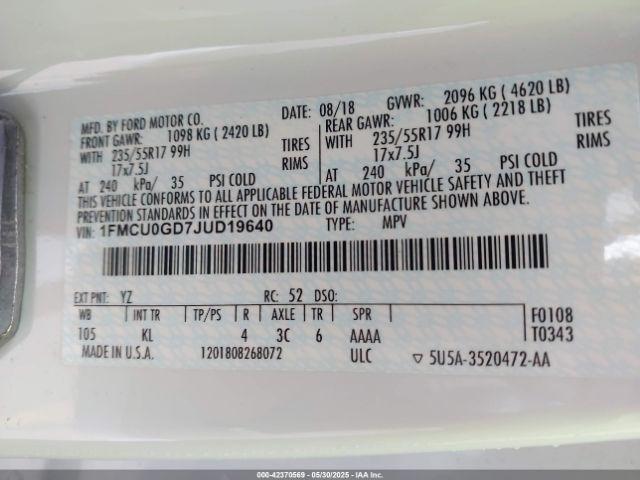 MFD. BY FORD MOTOR CO. DATE: 08/18 GVWR: 2096 KG ( 4620 LB)
FRONT GAWR: 1098 KG ( 2420 LB) REAR GAWR: 1006 KG ( 2218 LB)
WITH 235/55R17 99H TIRES WITH 235/55R17 99H TIRES
17x7.5J RIMS 17x7.5J RIMS
AT 240 kPa/ 35 PSI COLD AT 240 kPa/ 35 PSI COLD
THIS VEHICLE CONFORMS TO ALL APPLICABLE FEDERAL MOTOR VEHICLE SAFETY AND THEFT
PREVENTION STANDARDS IN EFFECT ON THE DATE OF MANUFACTURE SHOWN ABOVE.
VIN: 1FMCU0GD7JUD19640 TYPE: MPV
EXT PNT: YZ RC: 52 DSO:
WB INT TR TP/PS R AXLE TR SPR F0108
105 KL 4 3C 6 AAAA T0343
MADE IN U.S.A. 1201808268072 ULC ▽ 5U5A-3520472-AA
000-42370569 | 05/30/2025 - IAA Inc.